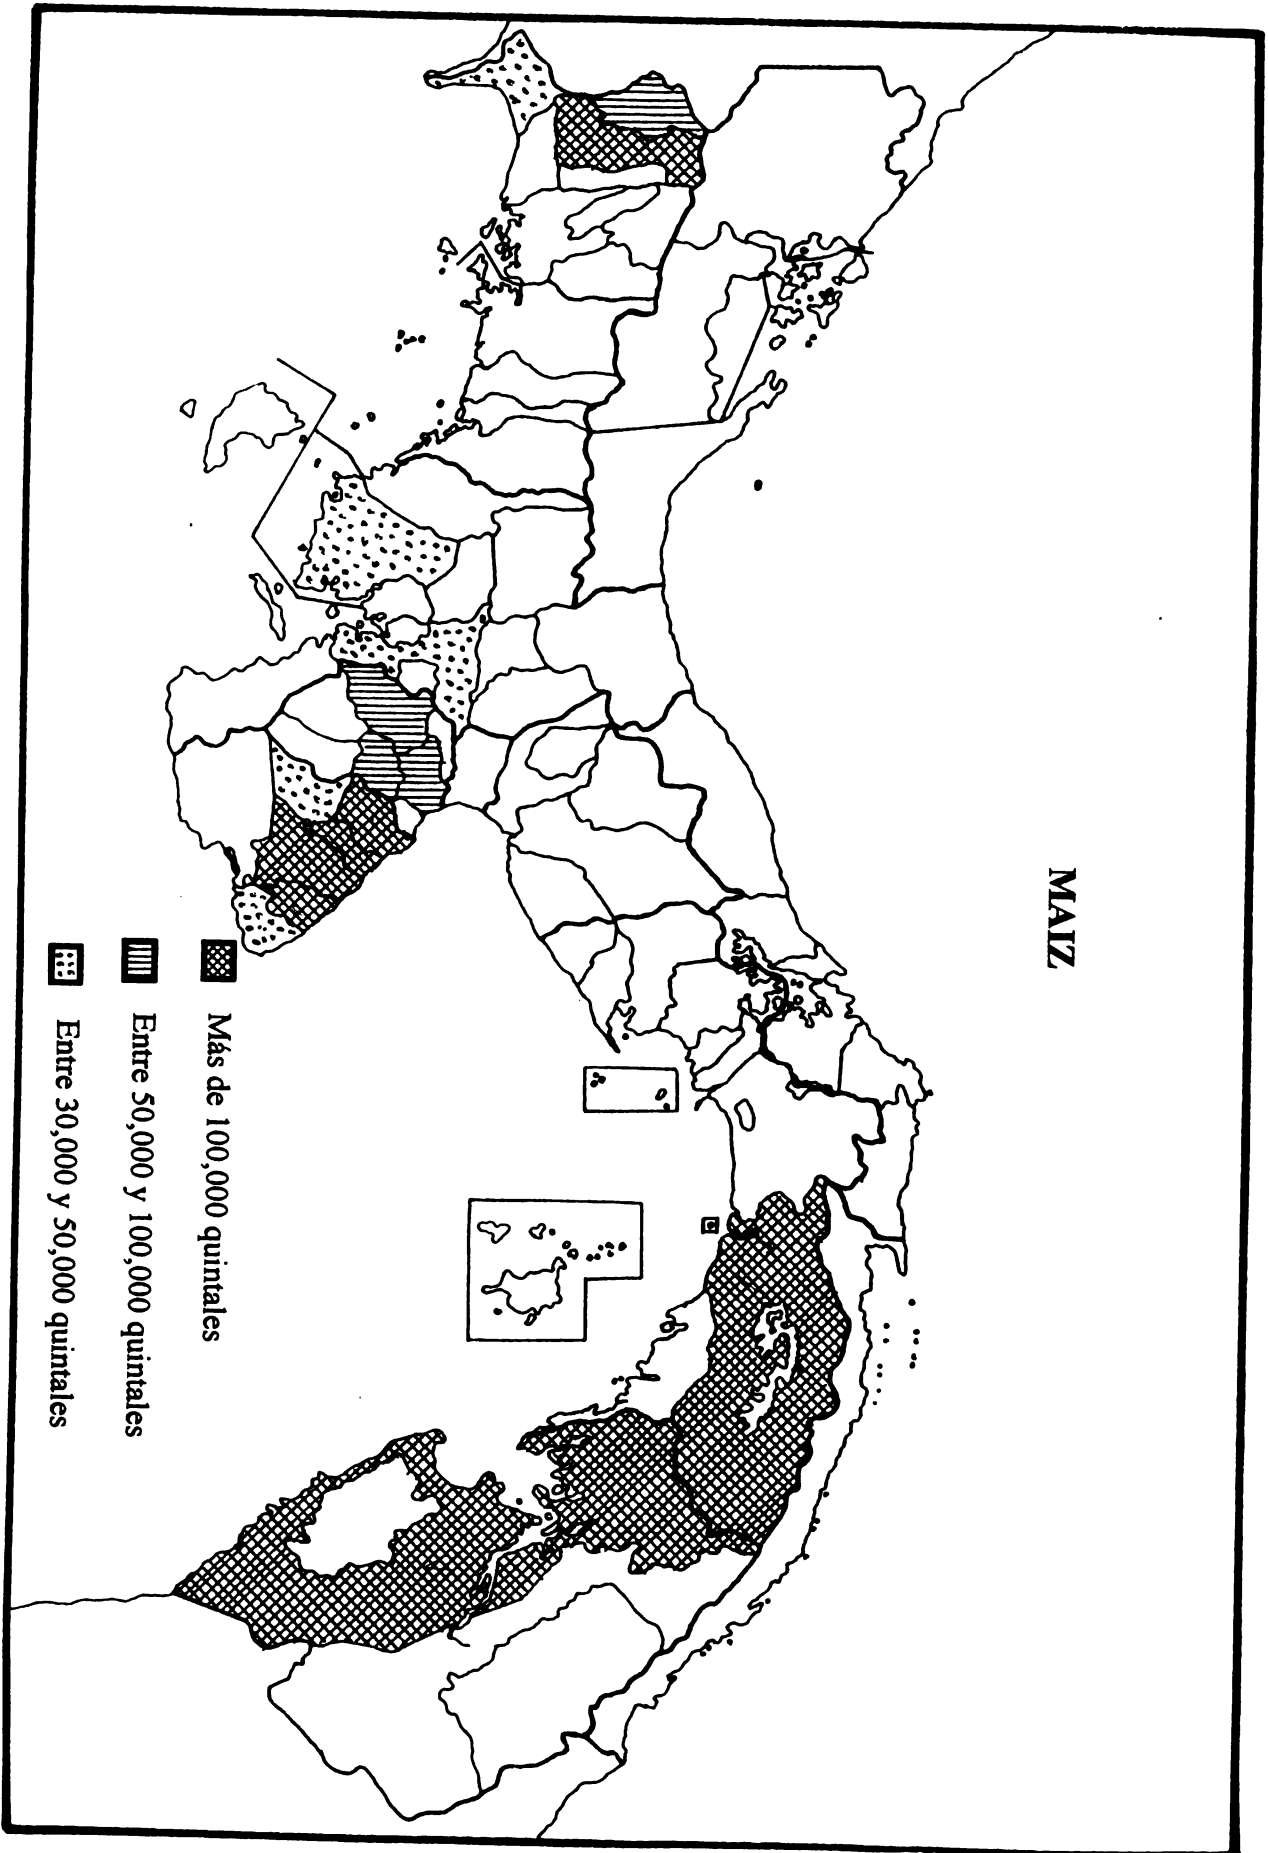 MAIZ
Más de 100,000 quintales
Entre 50,000 y 100,000 quintales
Entre 30,000 y 50,000 quintales